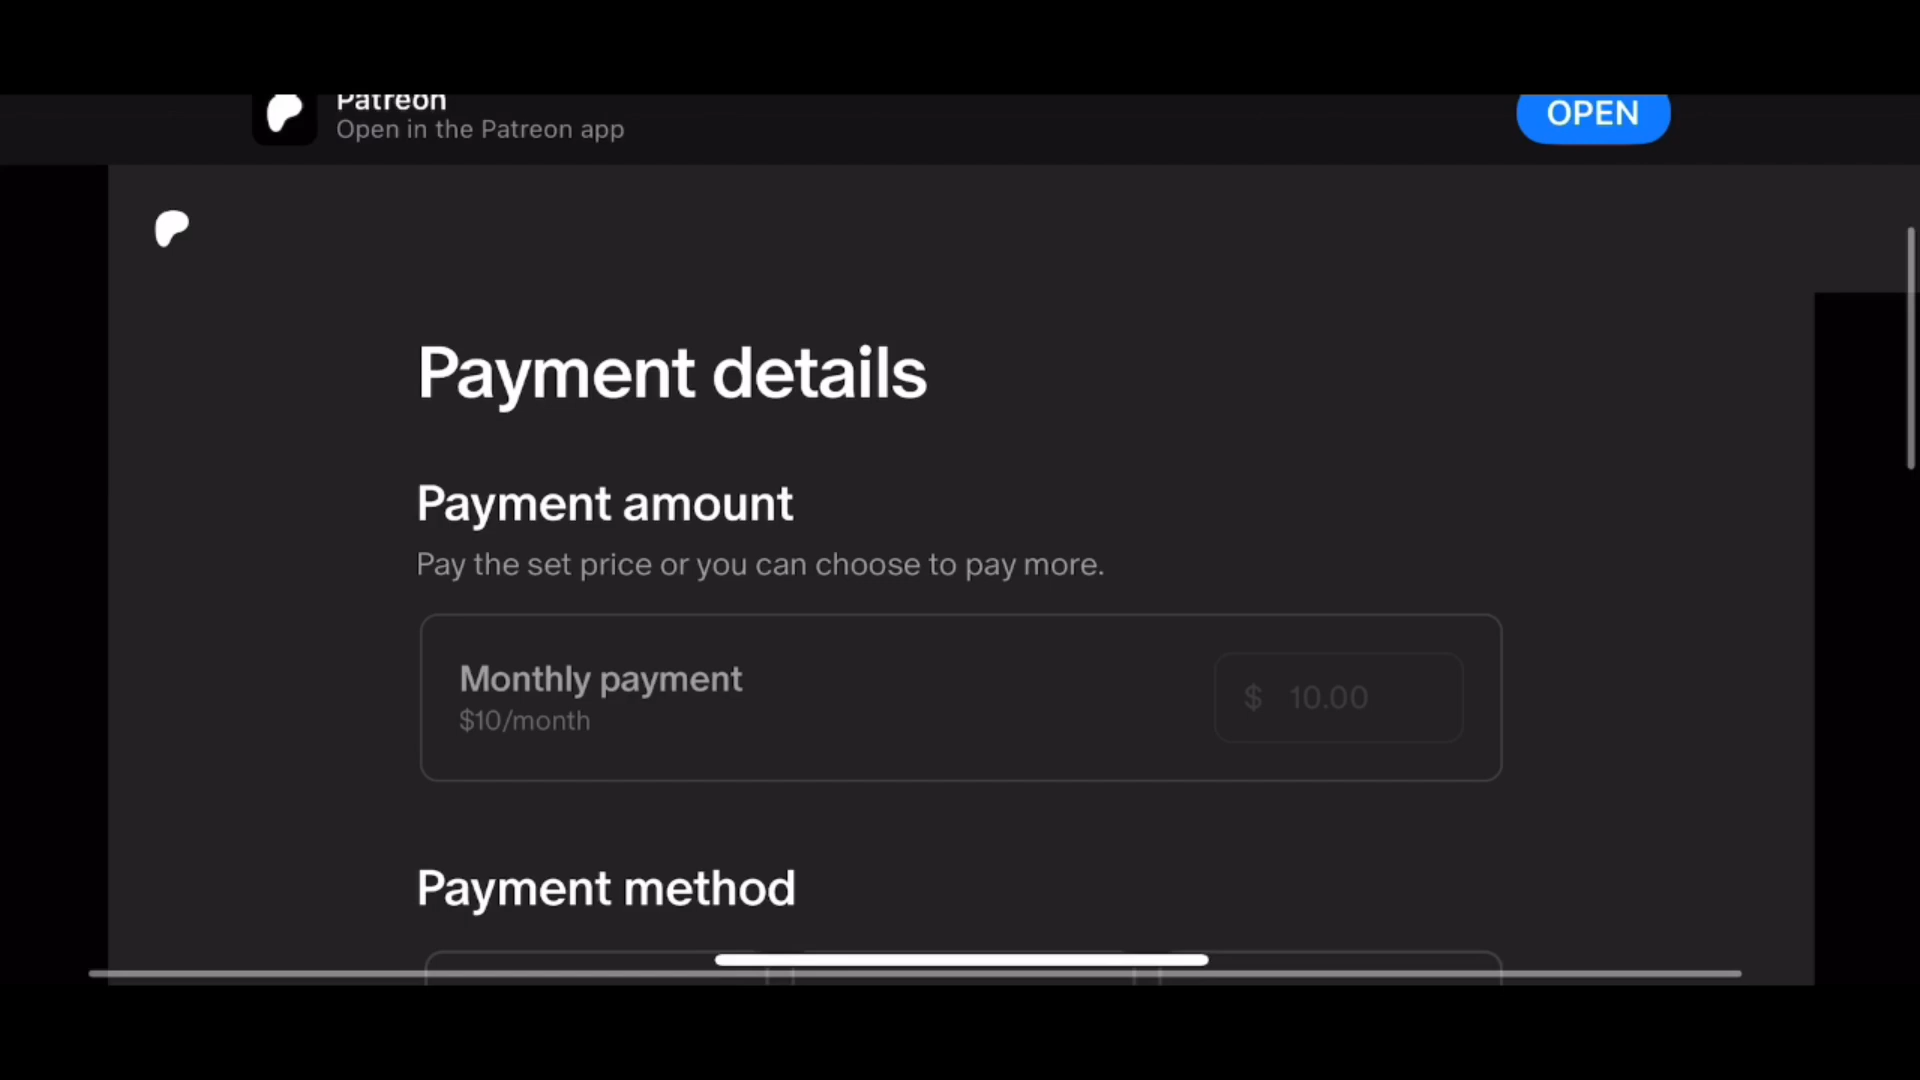 Patreon
Open in the Patreon app
OPEN
Payment details
Payment amount
Pay the set price or you can choose to pay more.
Monthly payment
$10/month
$ 10.00
Payment method